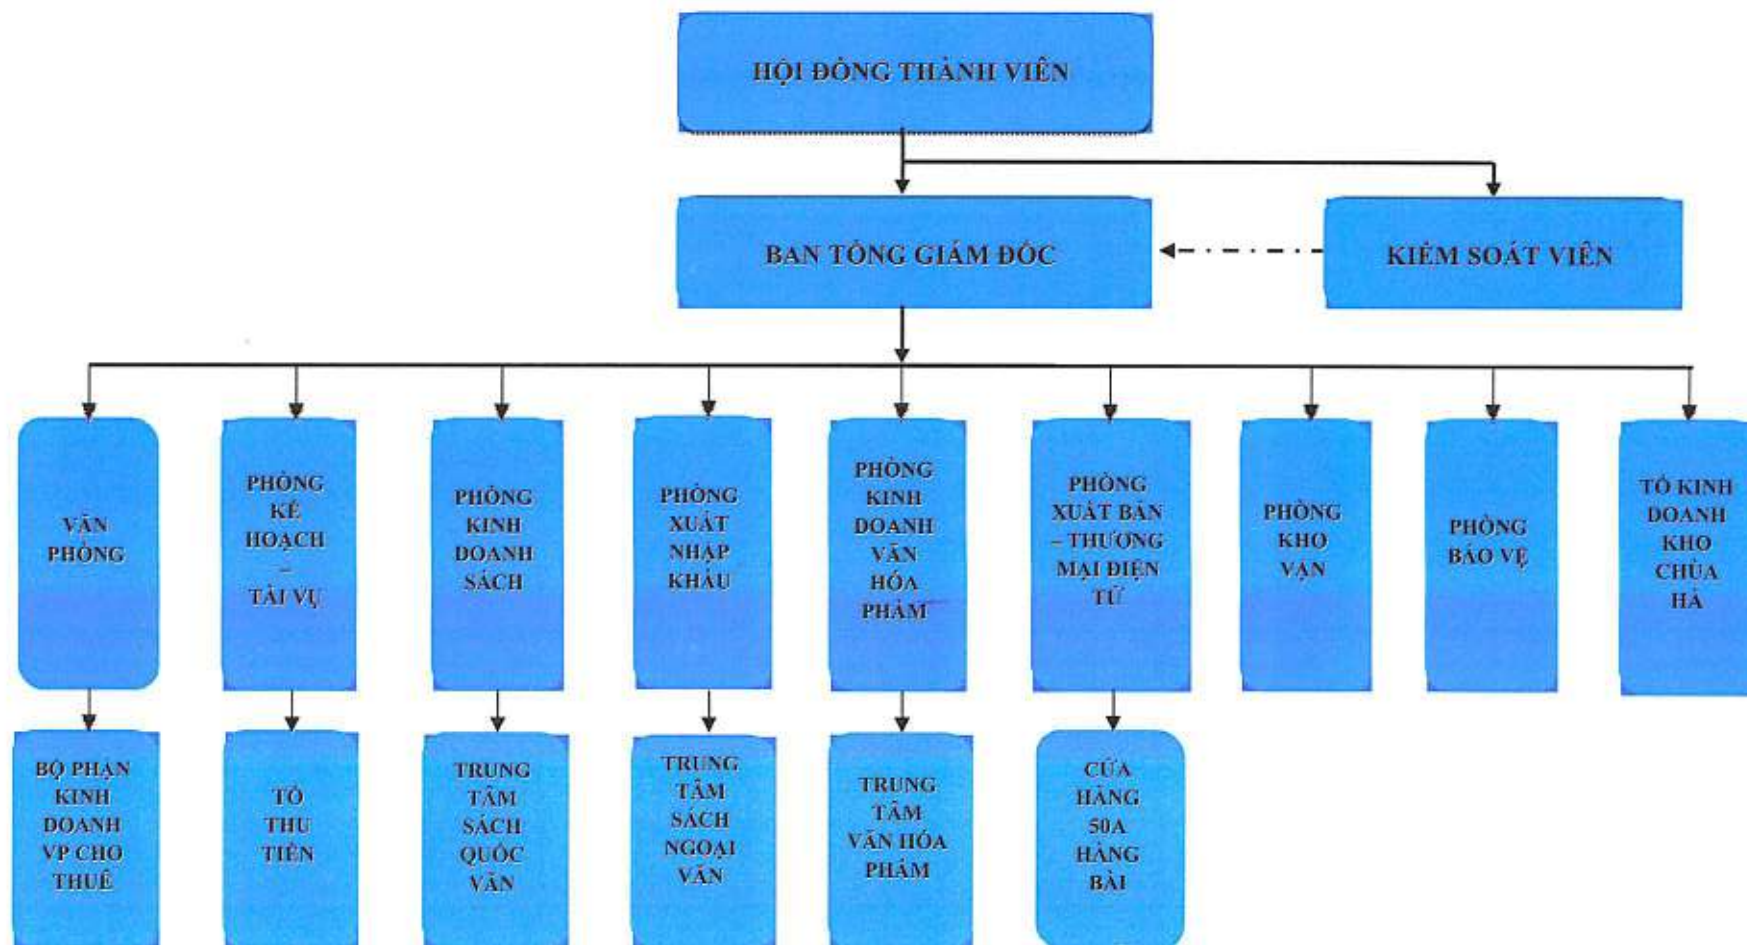 HỘI ĐỒNG THÀNH VIÊN
BAN TỔNG GIÁM ĐỐC
KIỂM SOÁT VIÊN
VĂN
PHÒNG
PHÒNG
KẾ
HOẠCH
–
TÀI VỤ
PHÒNG
KINH
DOANH
SÁCH
PHÒNG
XUẤT
NHẬP
KHẨU
PHÒNG
KINH
DOANH
VĂN
HÓA
PHẨM
PHÒNG
XUẤT BẢN
– THƯƠNG
MẠI ĐIỆN
TỬ
PHÒNG
KHO
VẬN
PHÒNG
BẢO VỆ
TỔ KINH
DOANH
KHO
CHÙA
HÀ
BỘ PHẬN
KINH
DOANH
VP CHO
THUÊ
TỔ
THU
TIỀN
TRUNG
TÂM
SÁCH
QUỐC
VĂN
TRUNG
TÂM
SÁCH
NGOẠI
VĂN
TRUNG
TÂM
VĂN HÓA
PHẨM
CỬA
HÀNG
50A
HÀNG
BÀI